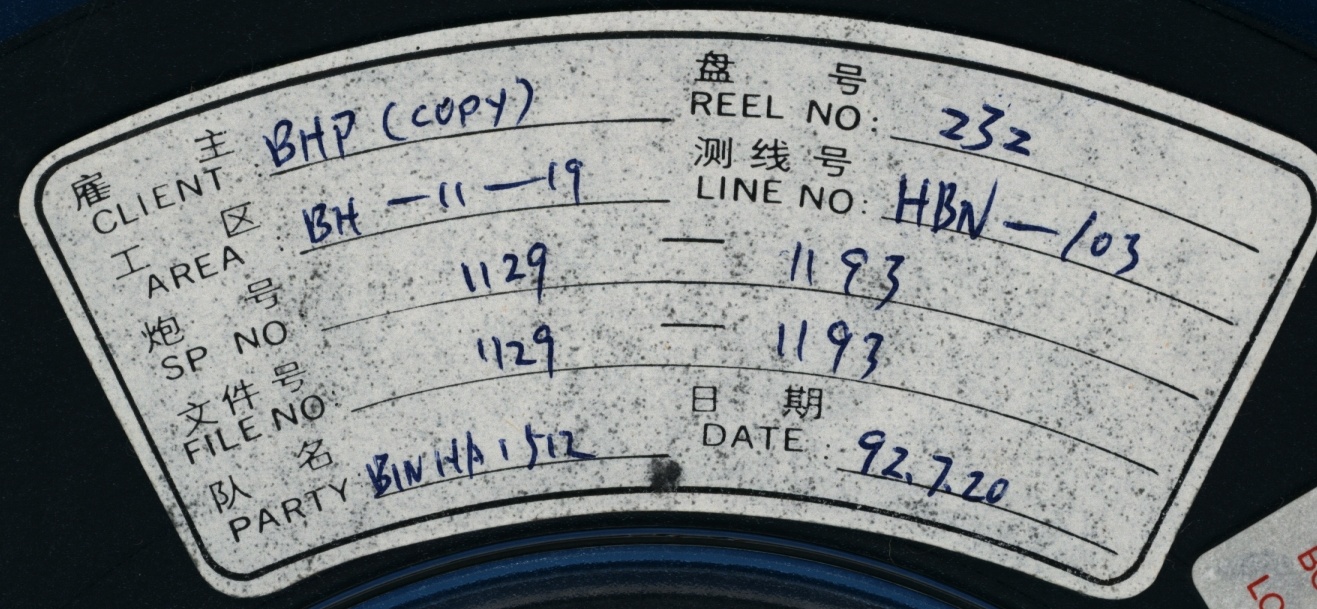 雇 主
CLIENT : BHP (COPY)
盘 号
REEL NO: 232
工 区
AREA : BH -11-19
测 线 号
LINE NO: HBN-103
炮 号
SP NO : 1129 — 1193
文 件 号
FILE NO : 1129 — 1193
队 名
PARTY BINHAI 512
日 期
DATE : 92.7.20